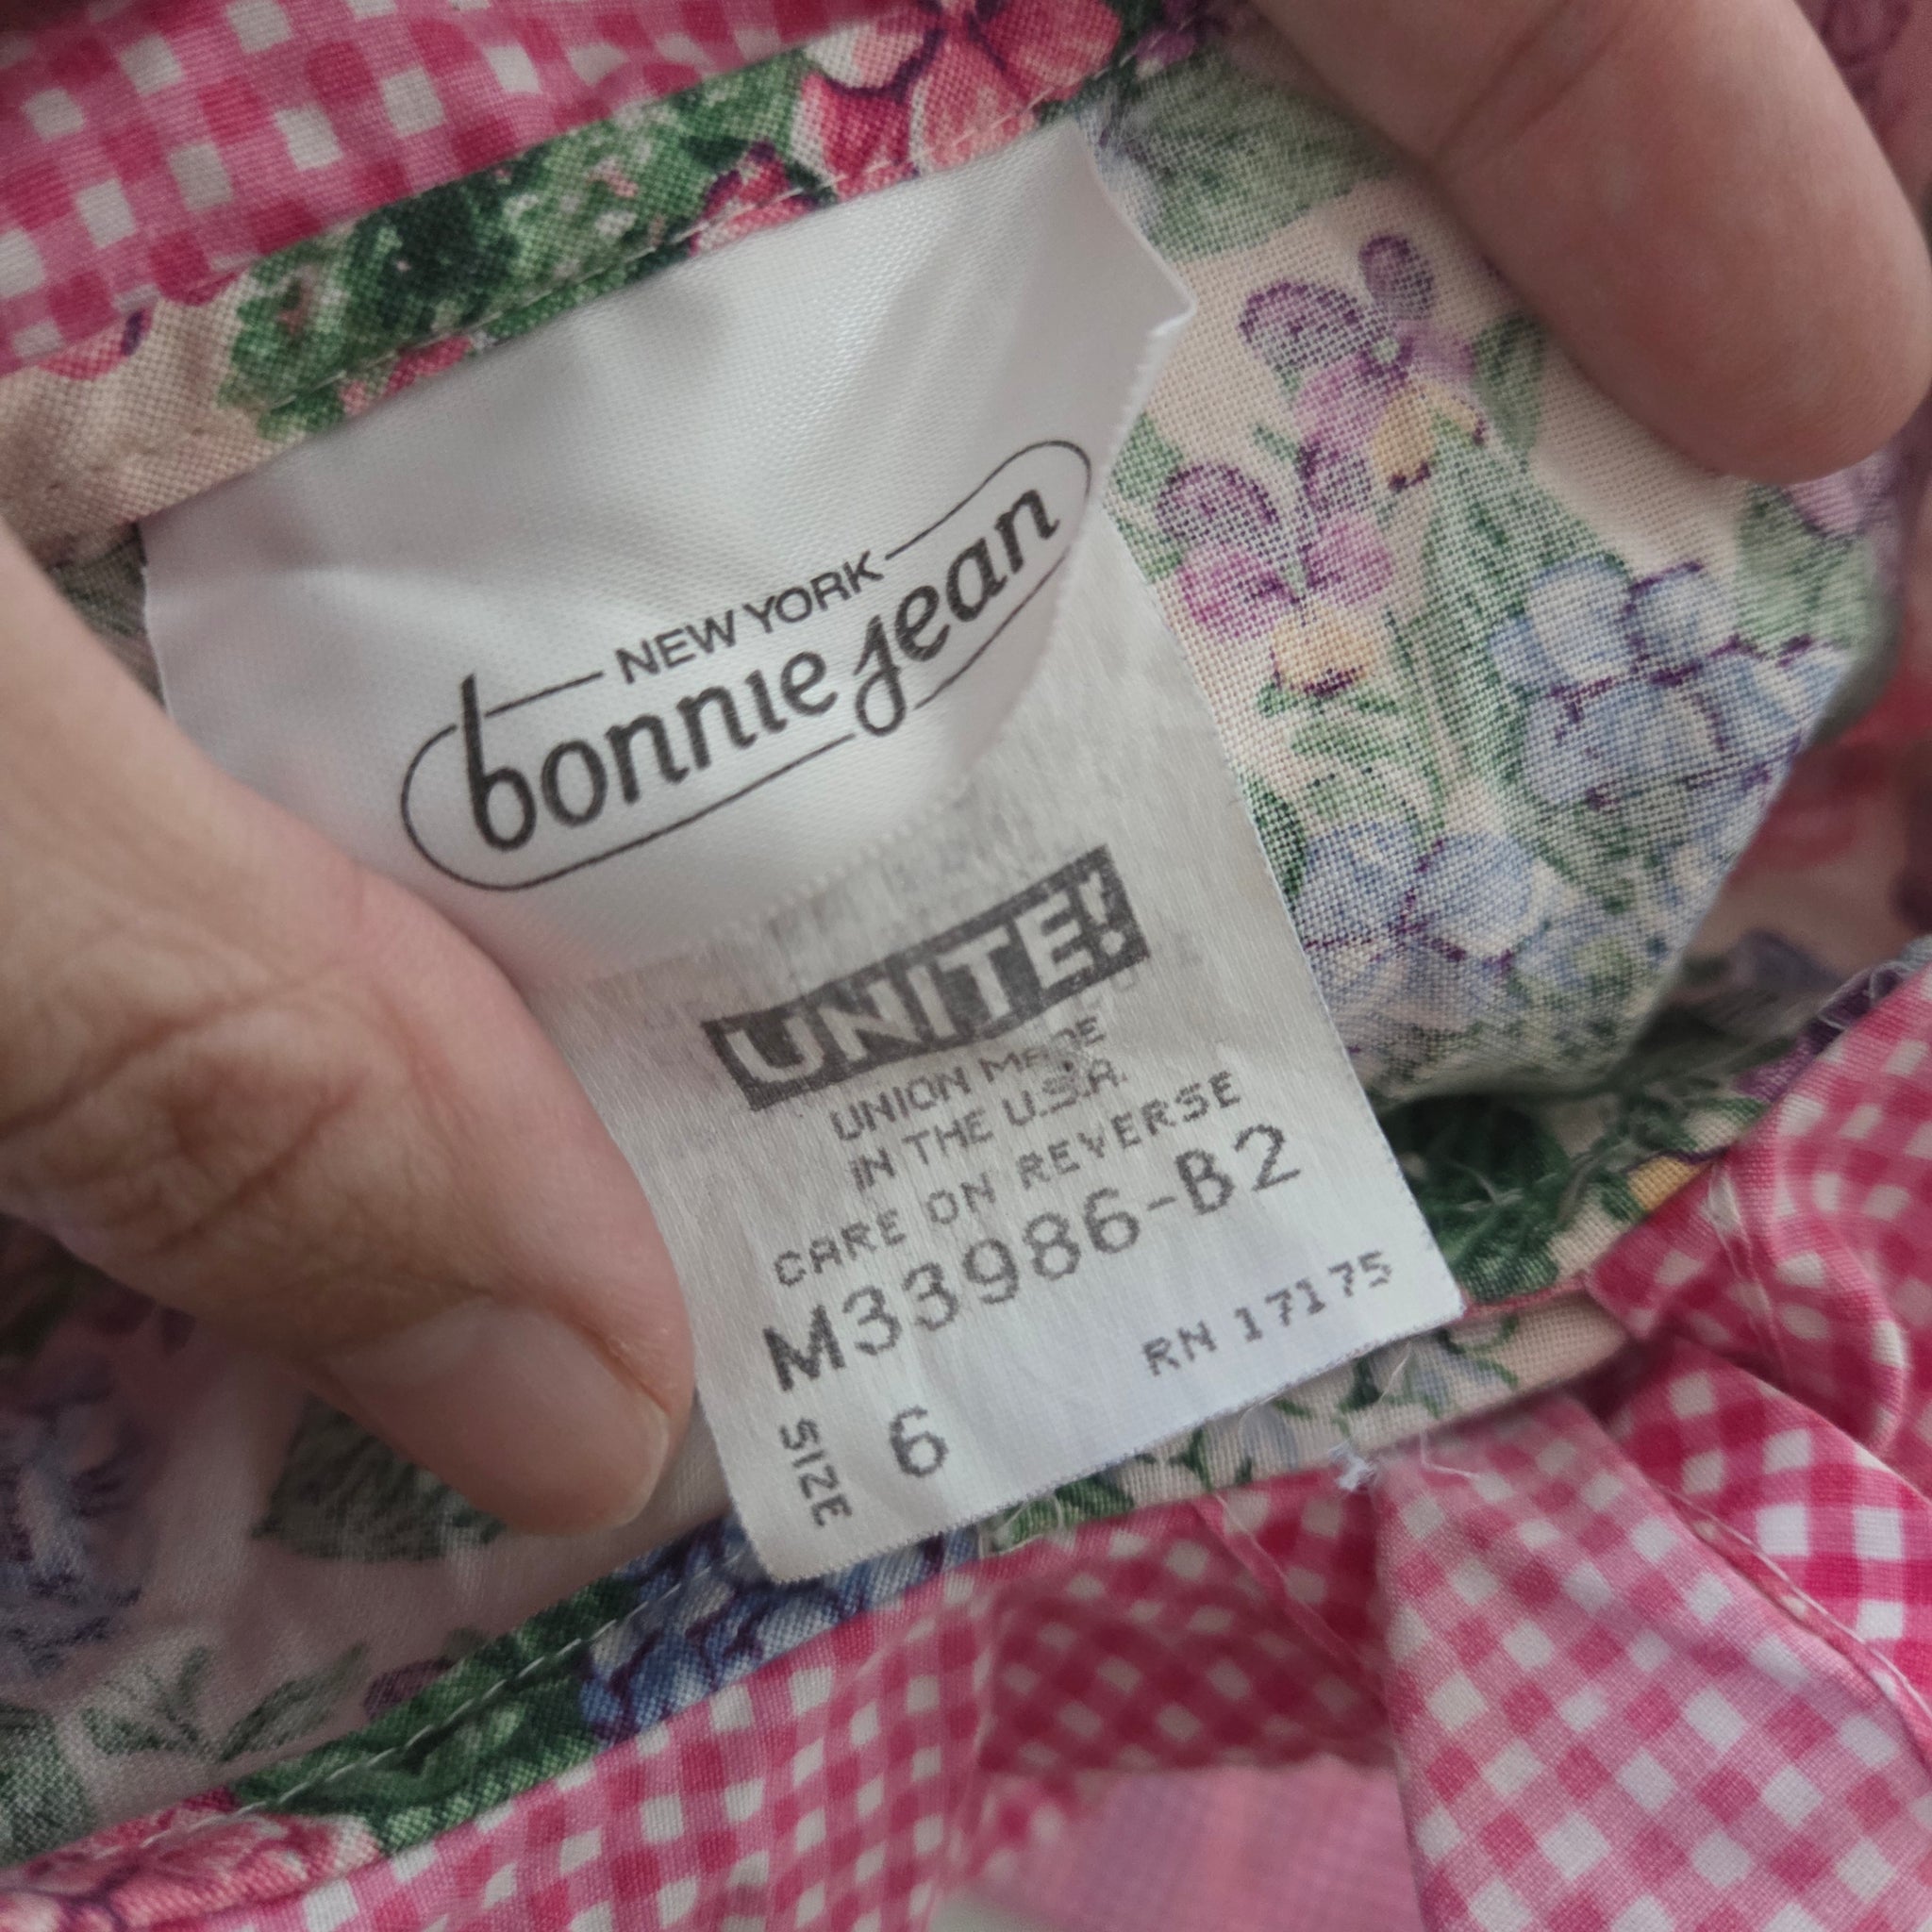 NEW YORK
bonnie jean
UNITE!
UNION MADE
IN THE U.S.A.
CARE ON REVERSE
M33986-B2
RN 17175
SIZE 6